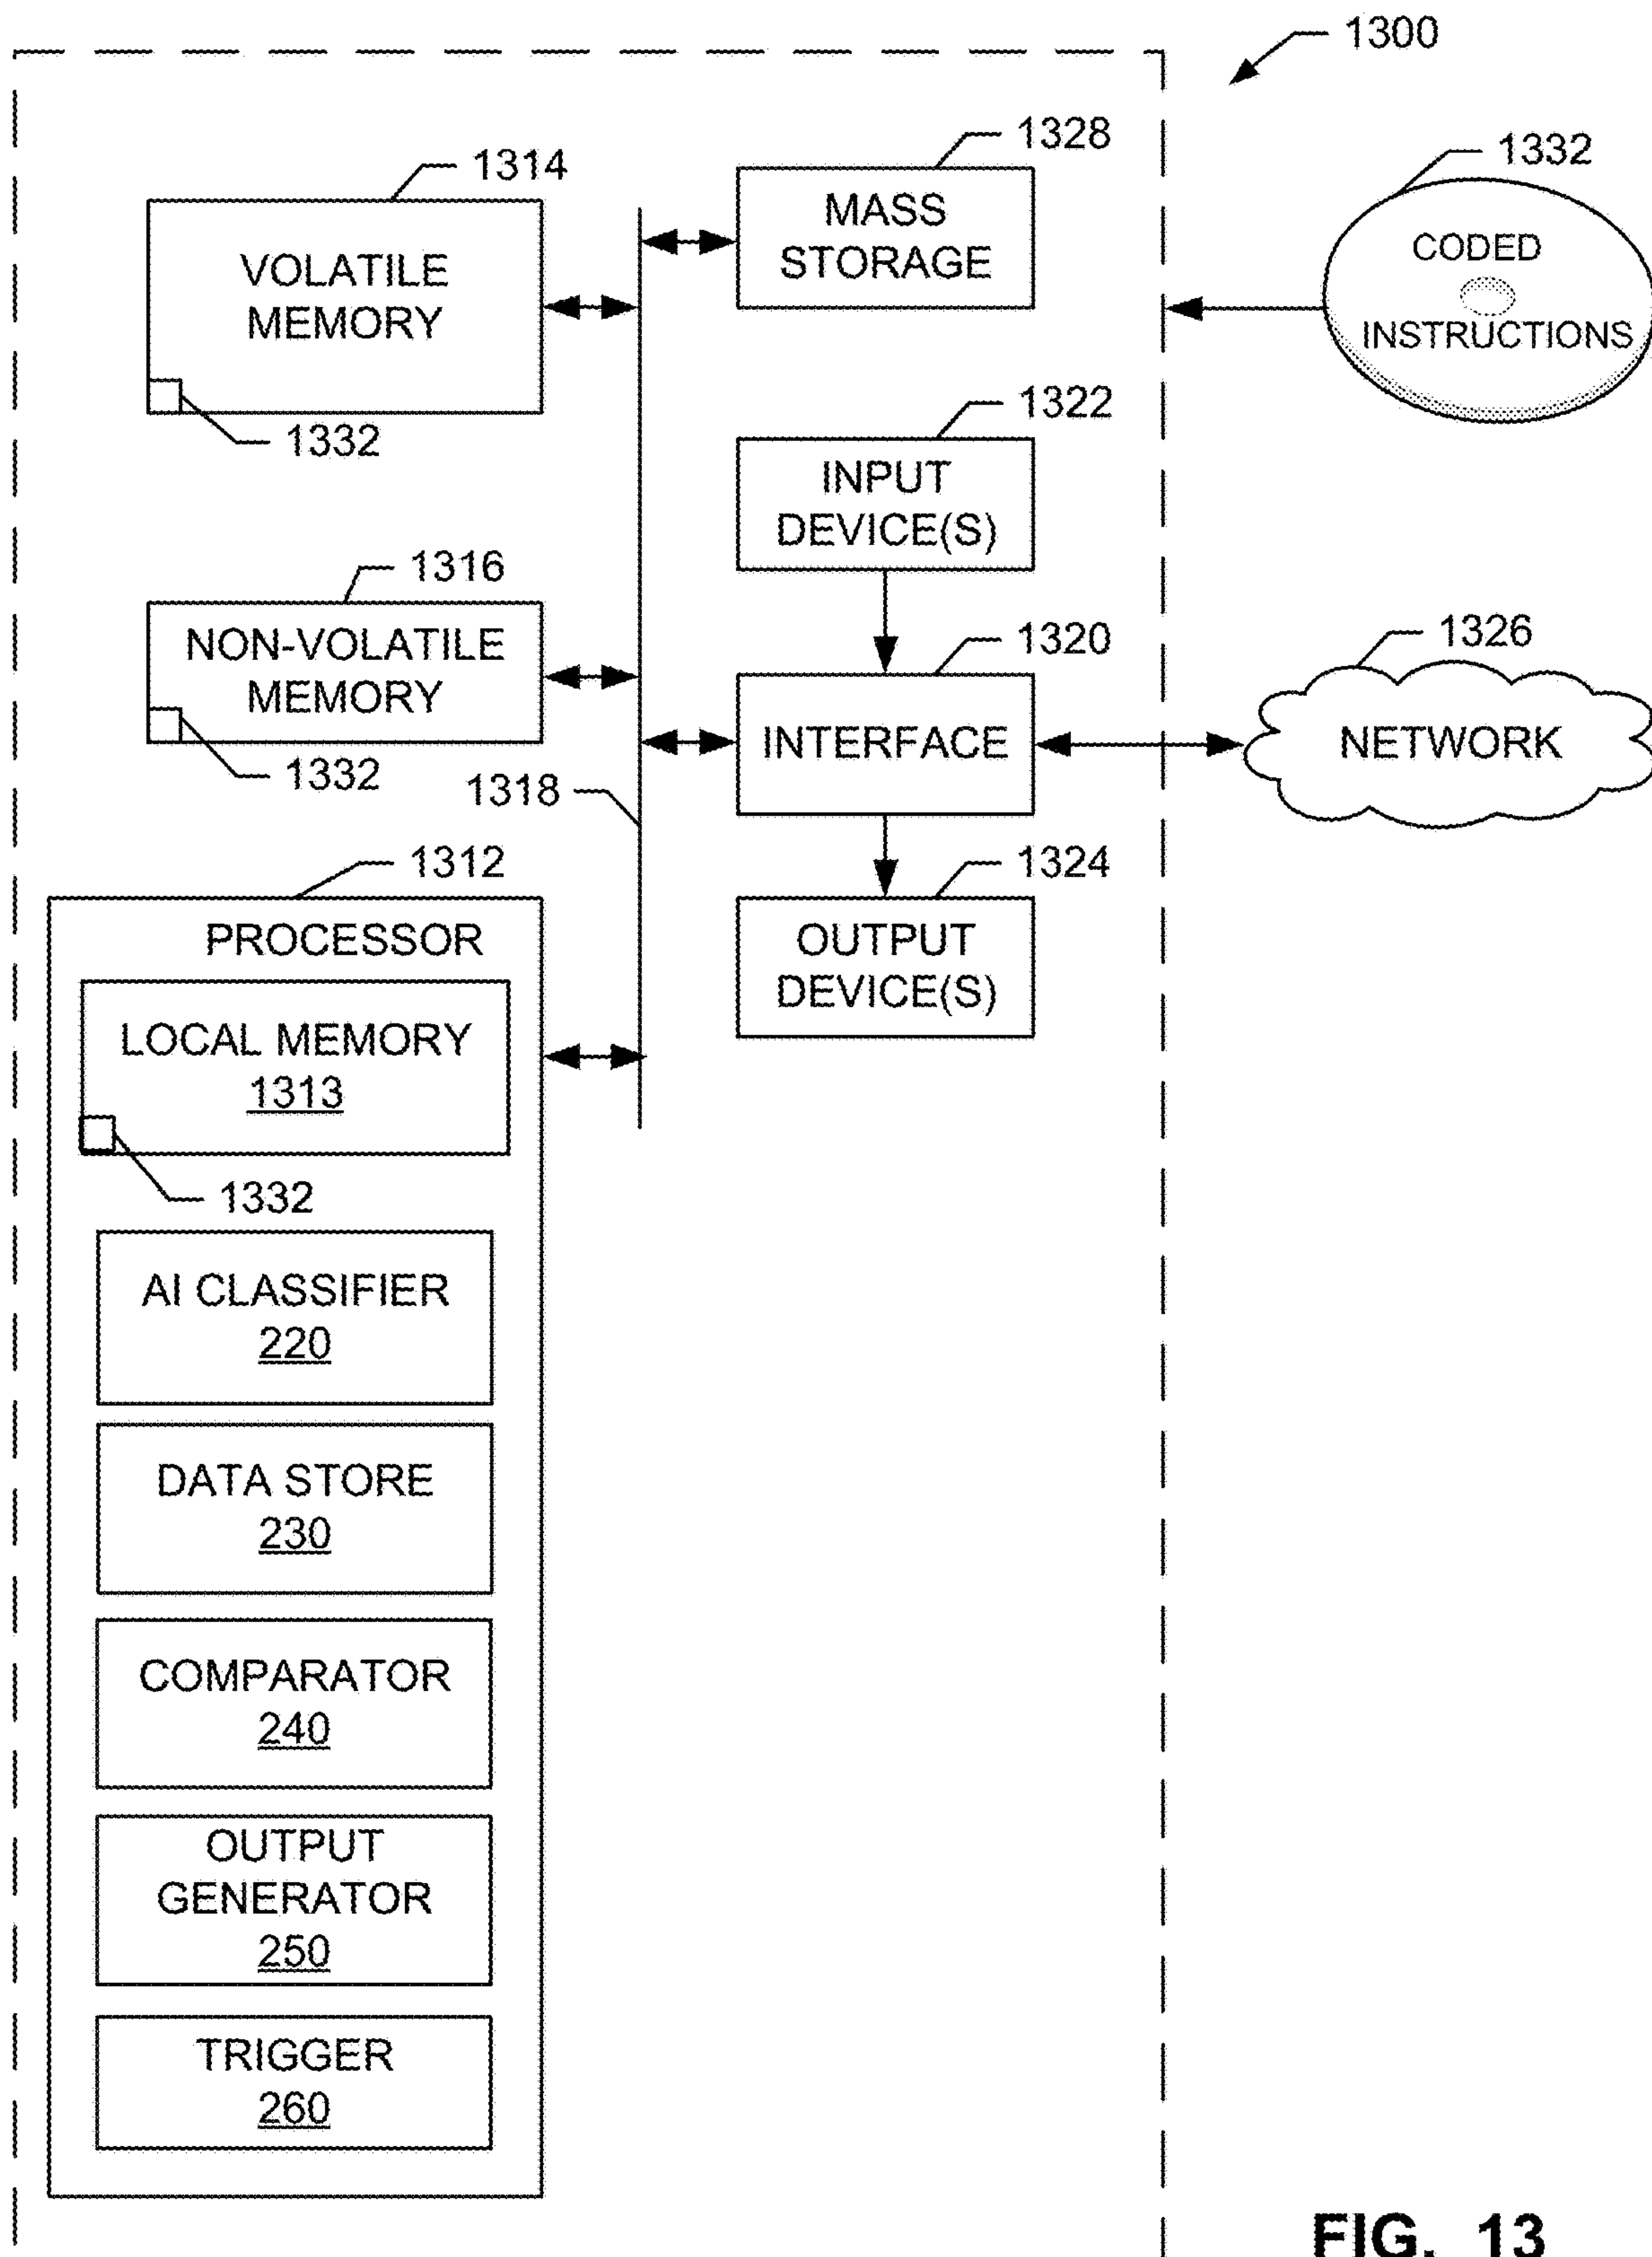 1300
1328
1332
1314
MASS
STORAGE
CODED
INSTRUCTIONS
VOLATILE
MEMORY
1332
1322
INPUT
DEVICE(S)
1316
NON-VOLATILE
MEMORY
1332
1318
1320
INTERFACE
1326
NETWORK
1312
1324
OUTPUT
DEVICE(S)
PROCESSOR
LOCAL MEMORY
1313
1332
AI CLASSIFIER
220
DATA STORE
230
COMPARATOR
240
OUTPUT
GENERATOR
250
TRIGGER
260
FIG. 13